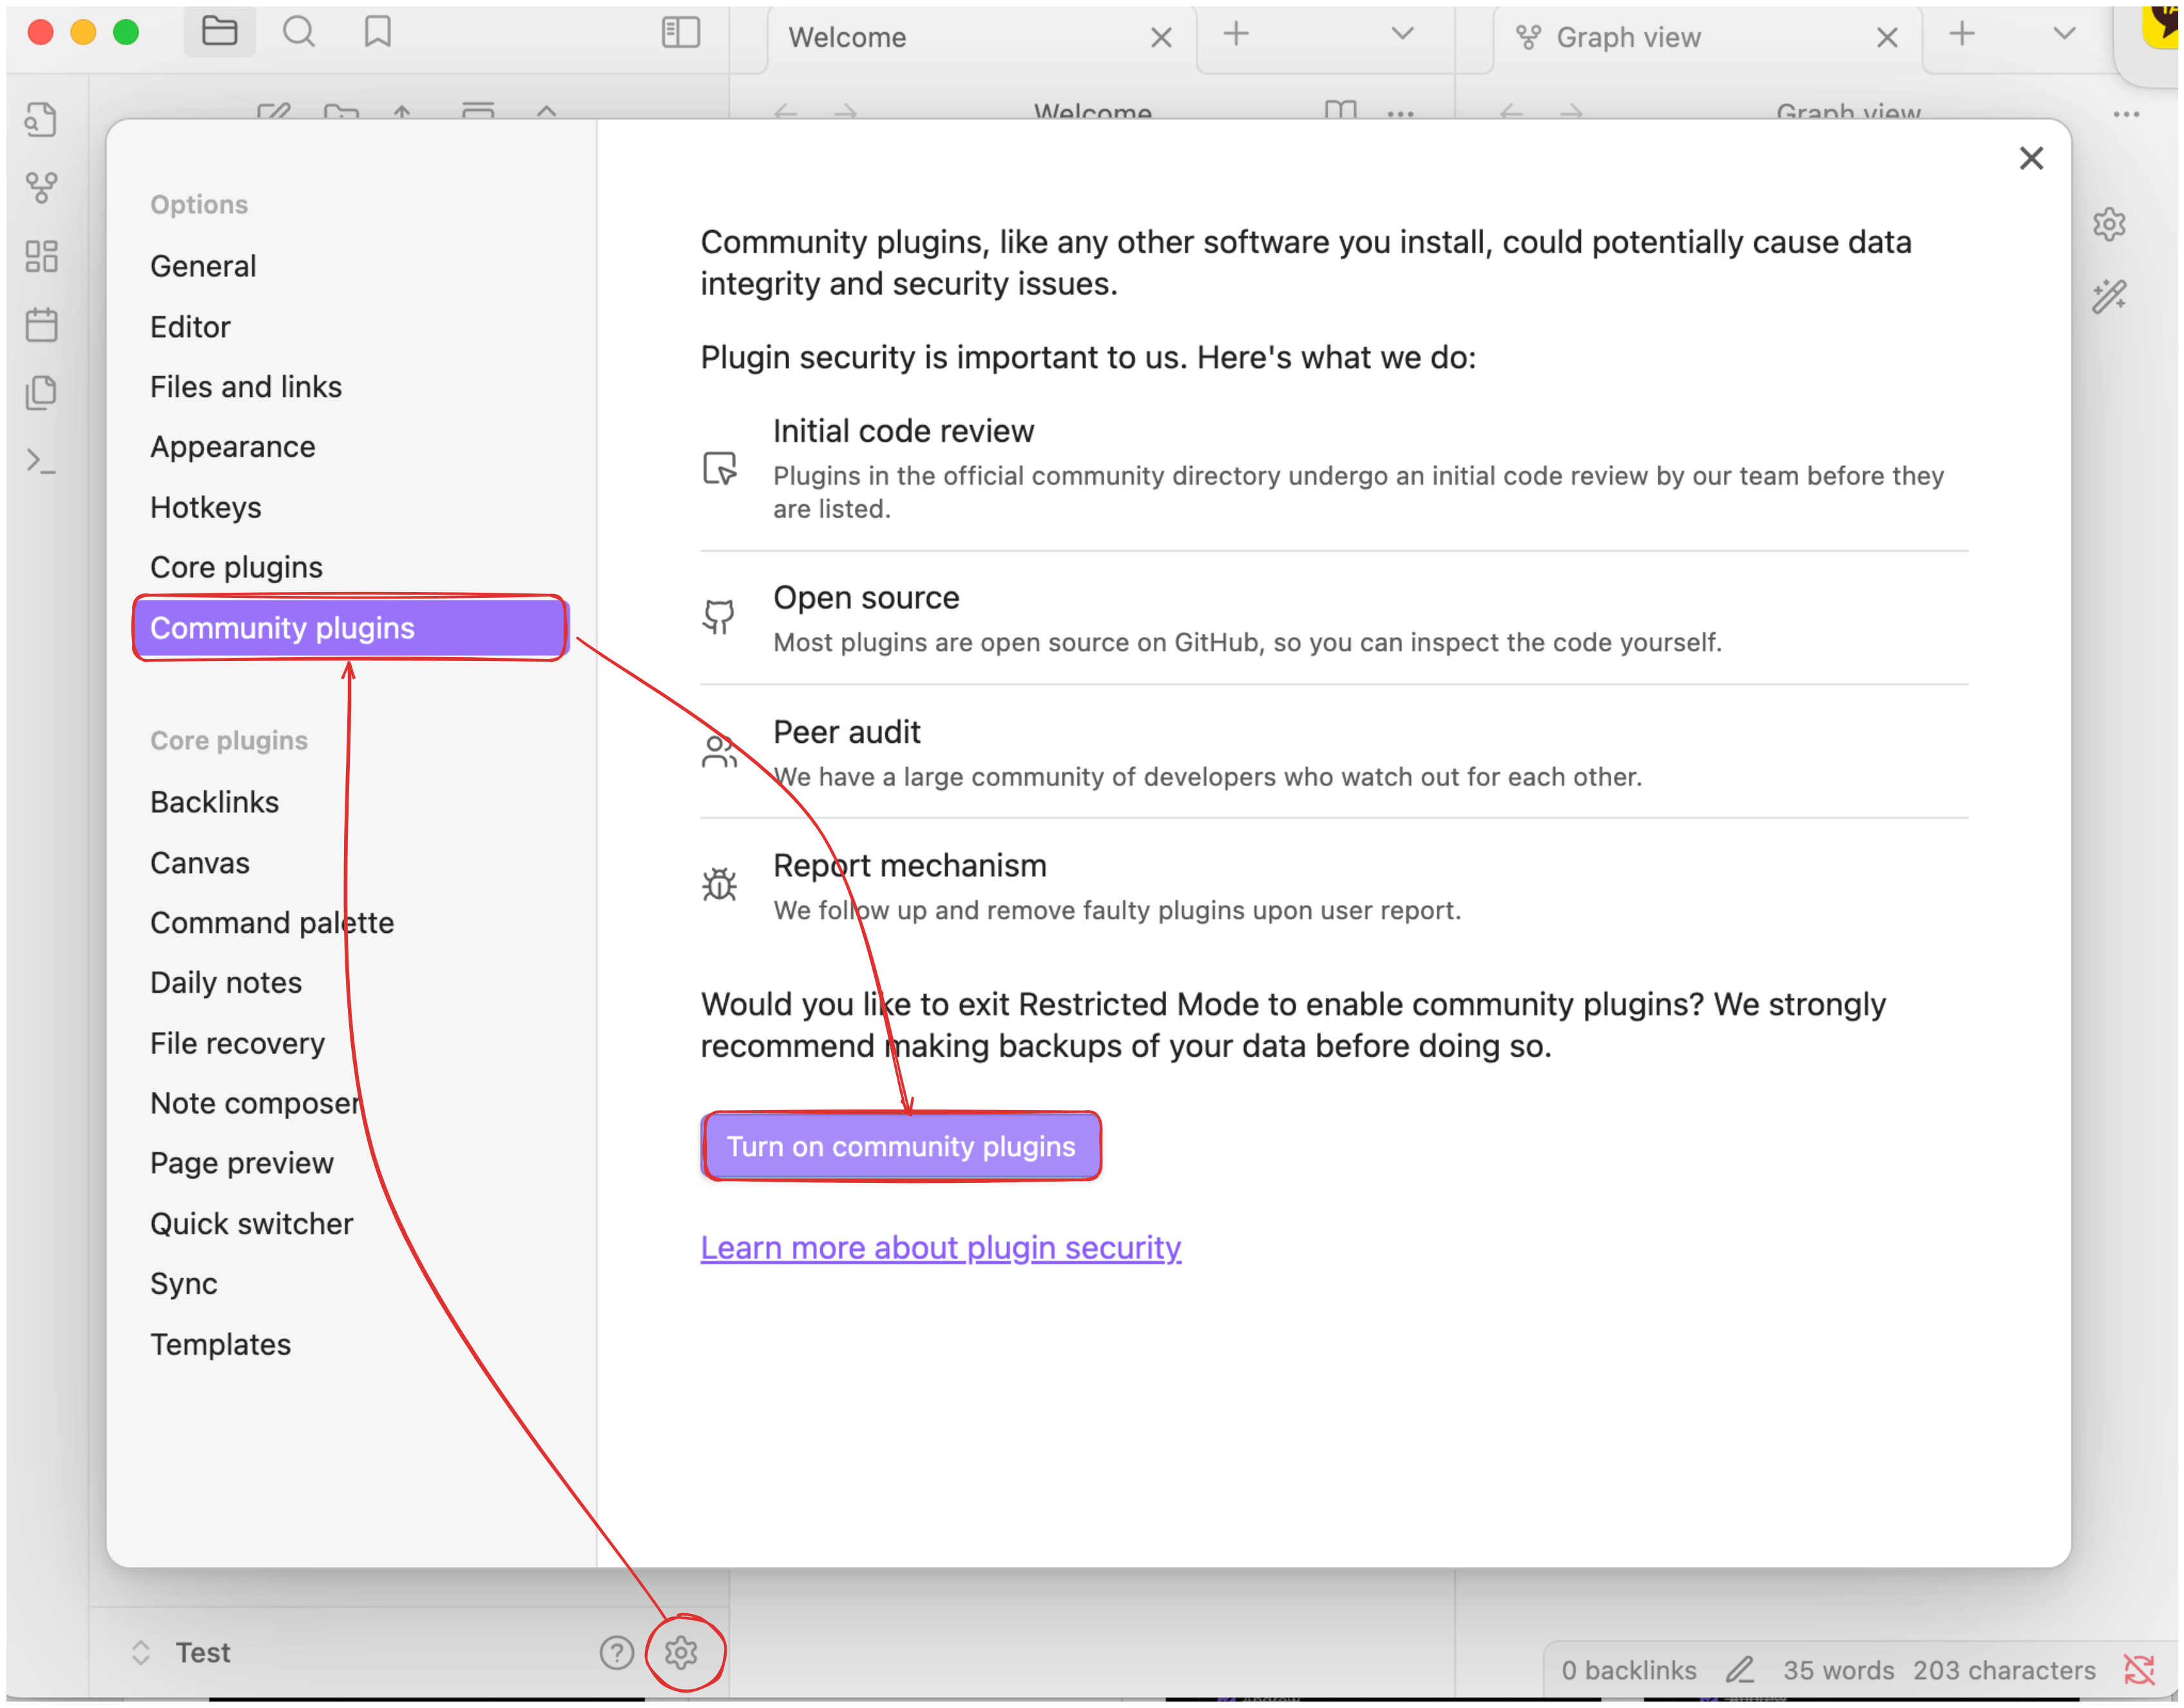 Welcome
Graph view
Welcome
Graph view
Options
General
Editor
Files and links
Appearance
Hotkeys
Core plugins
Community plugins
Core plugins
Backlinks
Canvas
Command palette
Daily notes
File recovery
Note composer
Page preview
Quick switcher
Sync
Templates
Community plugins, like any other software you install, could potentially cause data
integrity and security issues.
Plugin security is important to us. Here's what we do:
Initial code review
Plugins in the official community directory undergo an initial code review by our team before they
are listed.
Open source
Most plugins are open source on GitHub, so you can inspect the code yourself.
Peer audit
We have a large community of developers who watch out for each other.
Report mechanism
We follow up and remove faulty plugins upon user report.
Would you like to exit Restricted Mode to enable community plugins? We strongly
recommend making backups of your data before doing so.
Turn on community plugins
Learn more about plugin security
Test
0 backlinks 35 words 203 characters